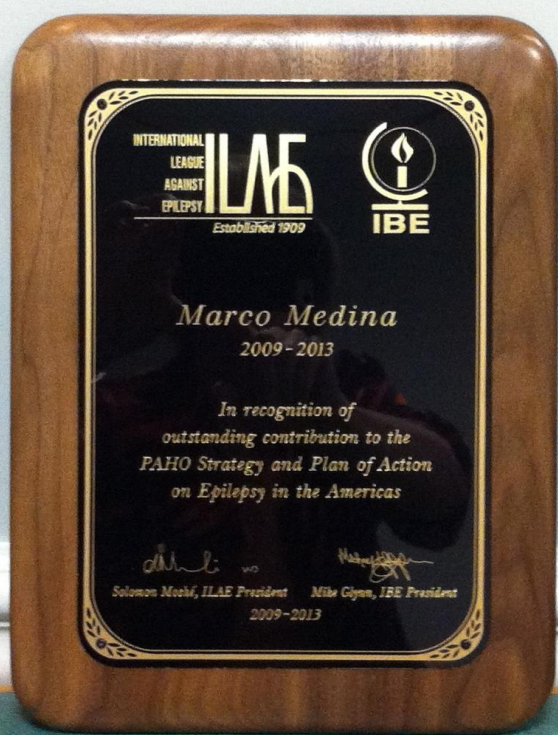 INTERNATIONAL
LEAGUE
AGAINST
EPILEPSY
ILAE
Established 1909
IBE
Marco Medina
2009-2013
In recognition of
outstanding contribution to the
PAHO Strategy and Plan of Action
on Epilepsy in the Americas
Solomon Moshé, ILAE President
Mike Glynn, IBE President
2009-2013